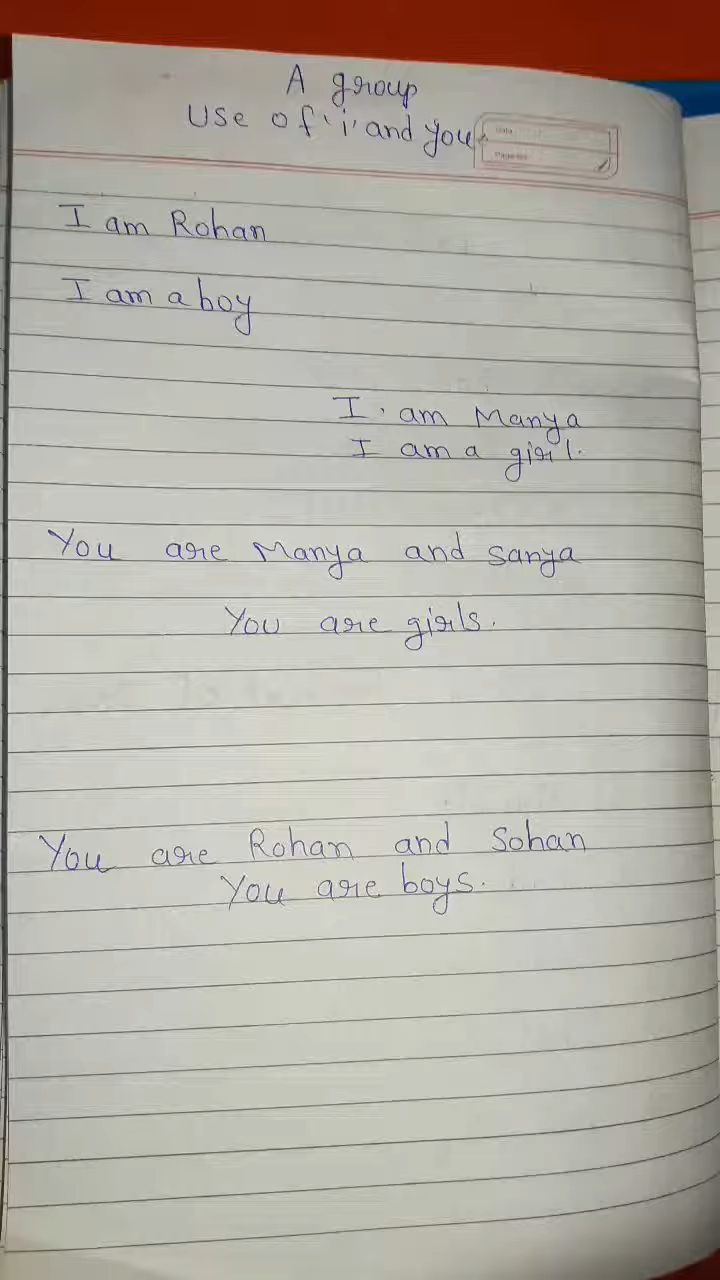 A group
Use of 'i' and you
I am Rohan
I am a boy
I am Manya
I am a girl.
You are Manya and Sanya
You are girls.
You are Rohan and Sohan
You are boys.